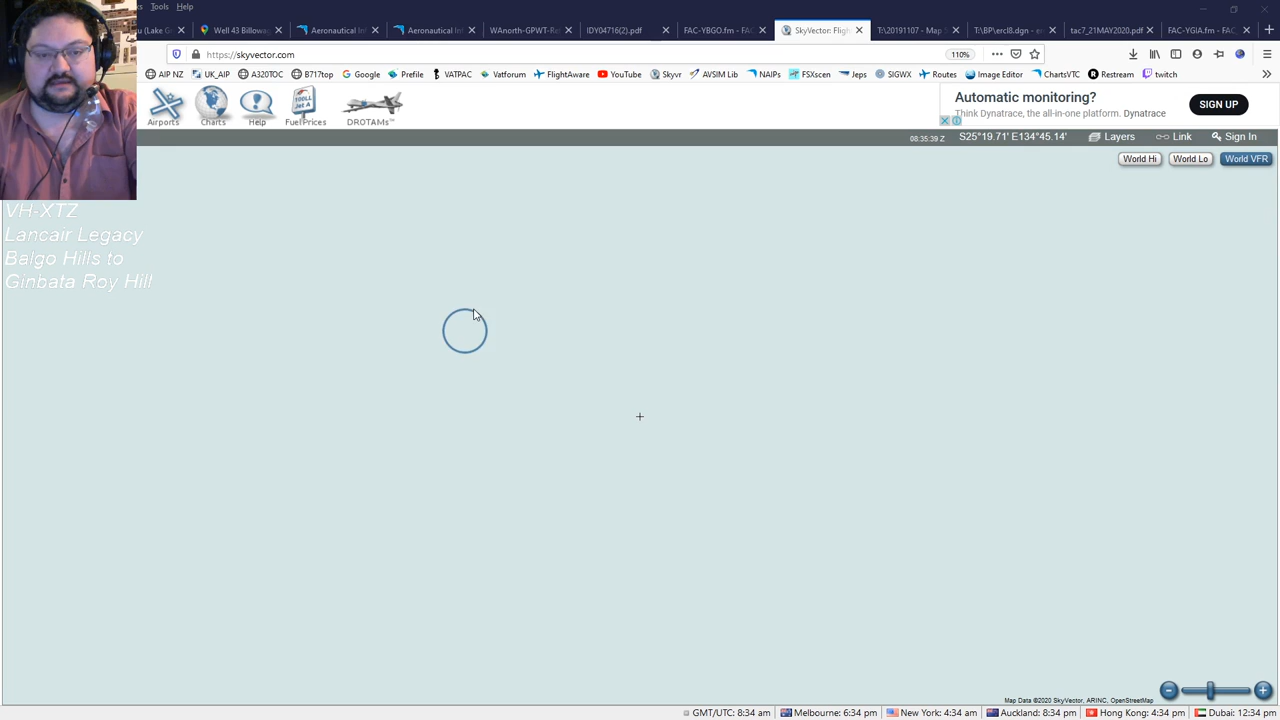 ks Tools Help
u (Lake G
Well 43 Billowa
Aeronautical In
Aeronautical In
WAnorth-GPWT-R
IDY04716(2).pdf
FAC-YBGO.fm - FAC
SkyVector: Fligh
T:\20191107 - Map
T:\BP\ercl8.dgn - e
tac7_21MAY2020.pdf
FAC-YGIA.fm - FAC
https://skyvector.com
110%
AIP NZ UK_AIP A320TOC B717top Google Prefile VATPAC Vatforum FlightAware YouTube Skyvr AVSIM Lib NAIPs FSXscen Jeps SIGWX Routes Image Editor ChartsVTC Restream twitch
Airports Charts Help Fuel Prices DROTAMs™
100LL
Jet A
Automatic monitoring?
Think Dynatrace, the all-in-one platform. Dynatrace
SIGN UP
08:35:39 Z S25°19.71' E134°45.14' Layers Link Sign In
World Hi World Lo World VFR
VH-XTZ
Lancair Legacy
Balgo Hills to
Ginbata Roy Hill
Map Data ©2020 SkyVector, ARINC, OpenStreetMap
GMT/UTC: 8:34 am Melbourne: 6:34 pm New York: 4:34 am Auckland: 8:34 pm Hong Kong: 4:34 pm Dubai: 12:34 pm